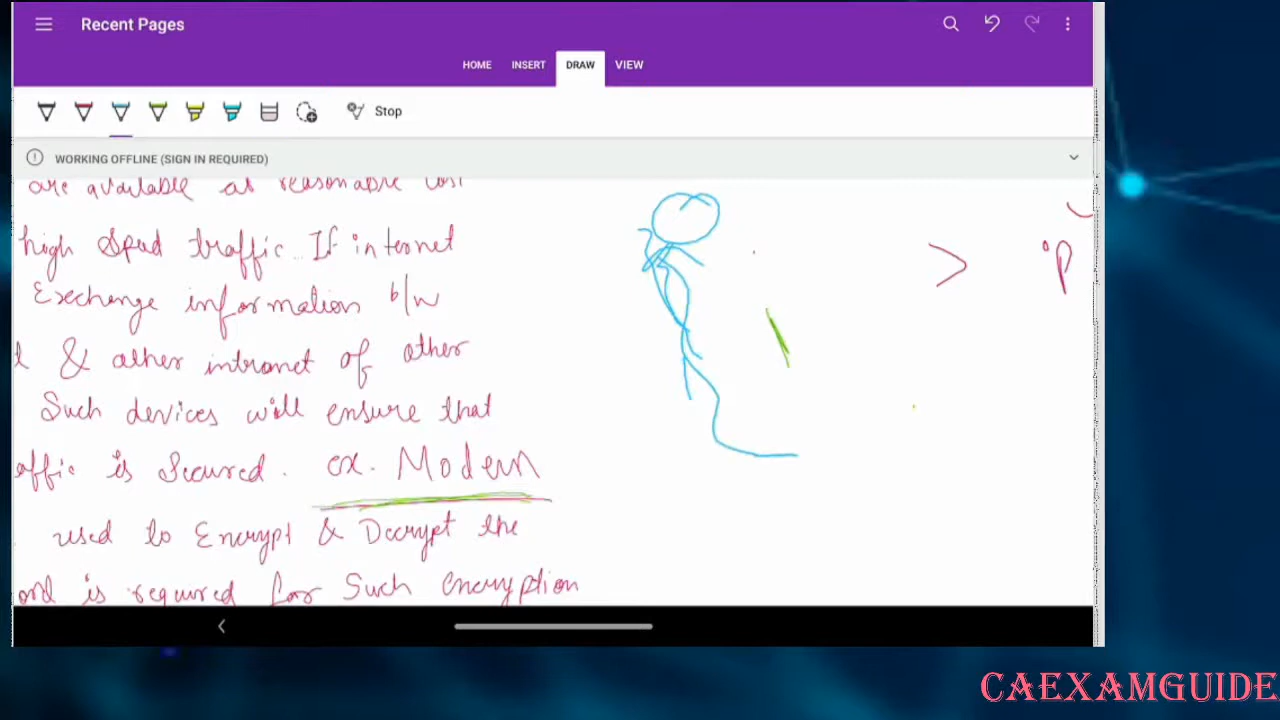 Recent Pages
HOME INSERT DRAW VIEW
Stop
WORKING OFFLINE (SIGN IN REQUIRED)
are available at reasonable cost
high Speed traffic.. If internet
Exchange information b/w
& other intranet of other
Such devices will ensure that
affic is Secured. ex. Modem
used to Encrypt & Decrypt the
ord is required for Such encryption
> P
CAEXAMGUIDE